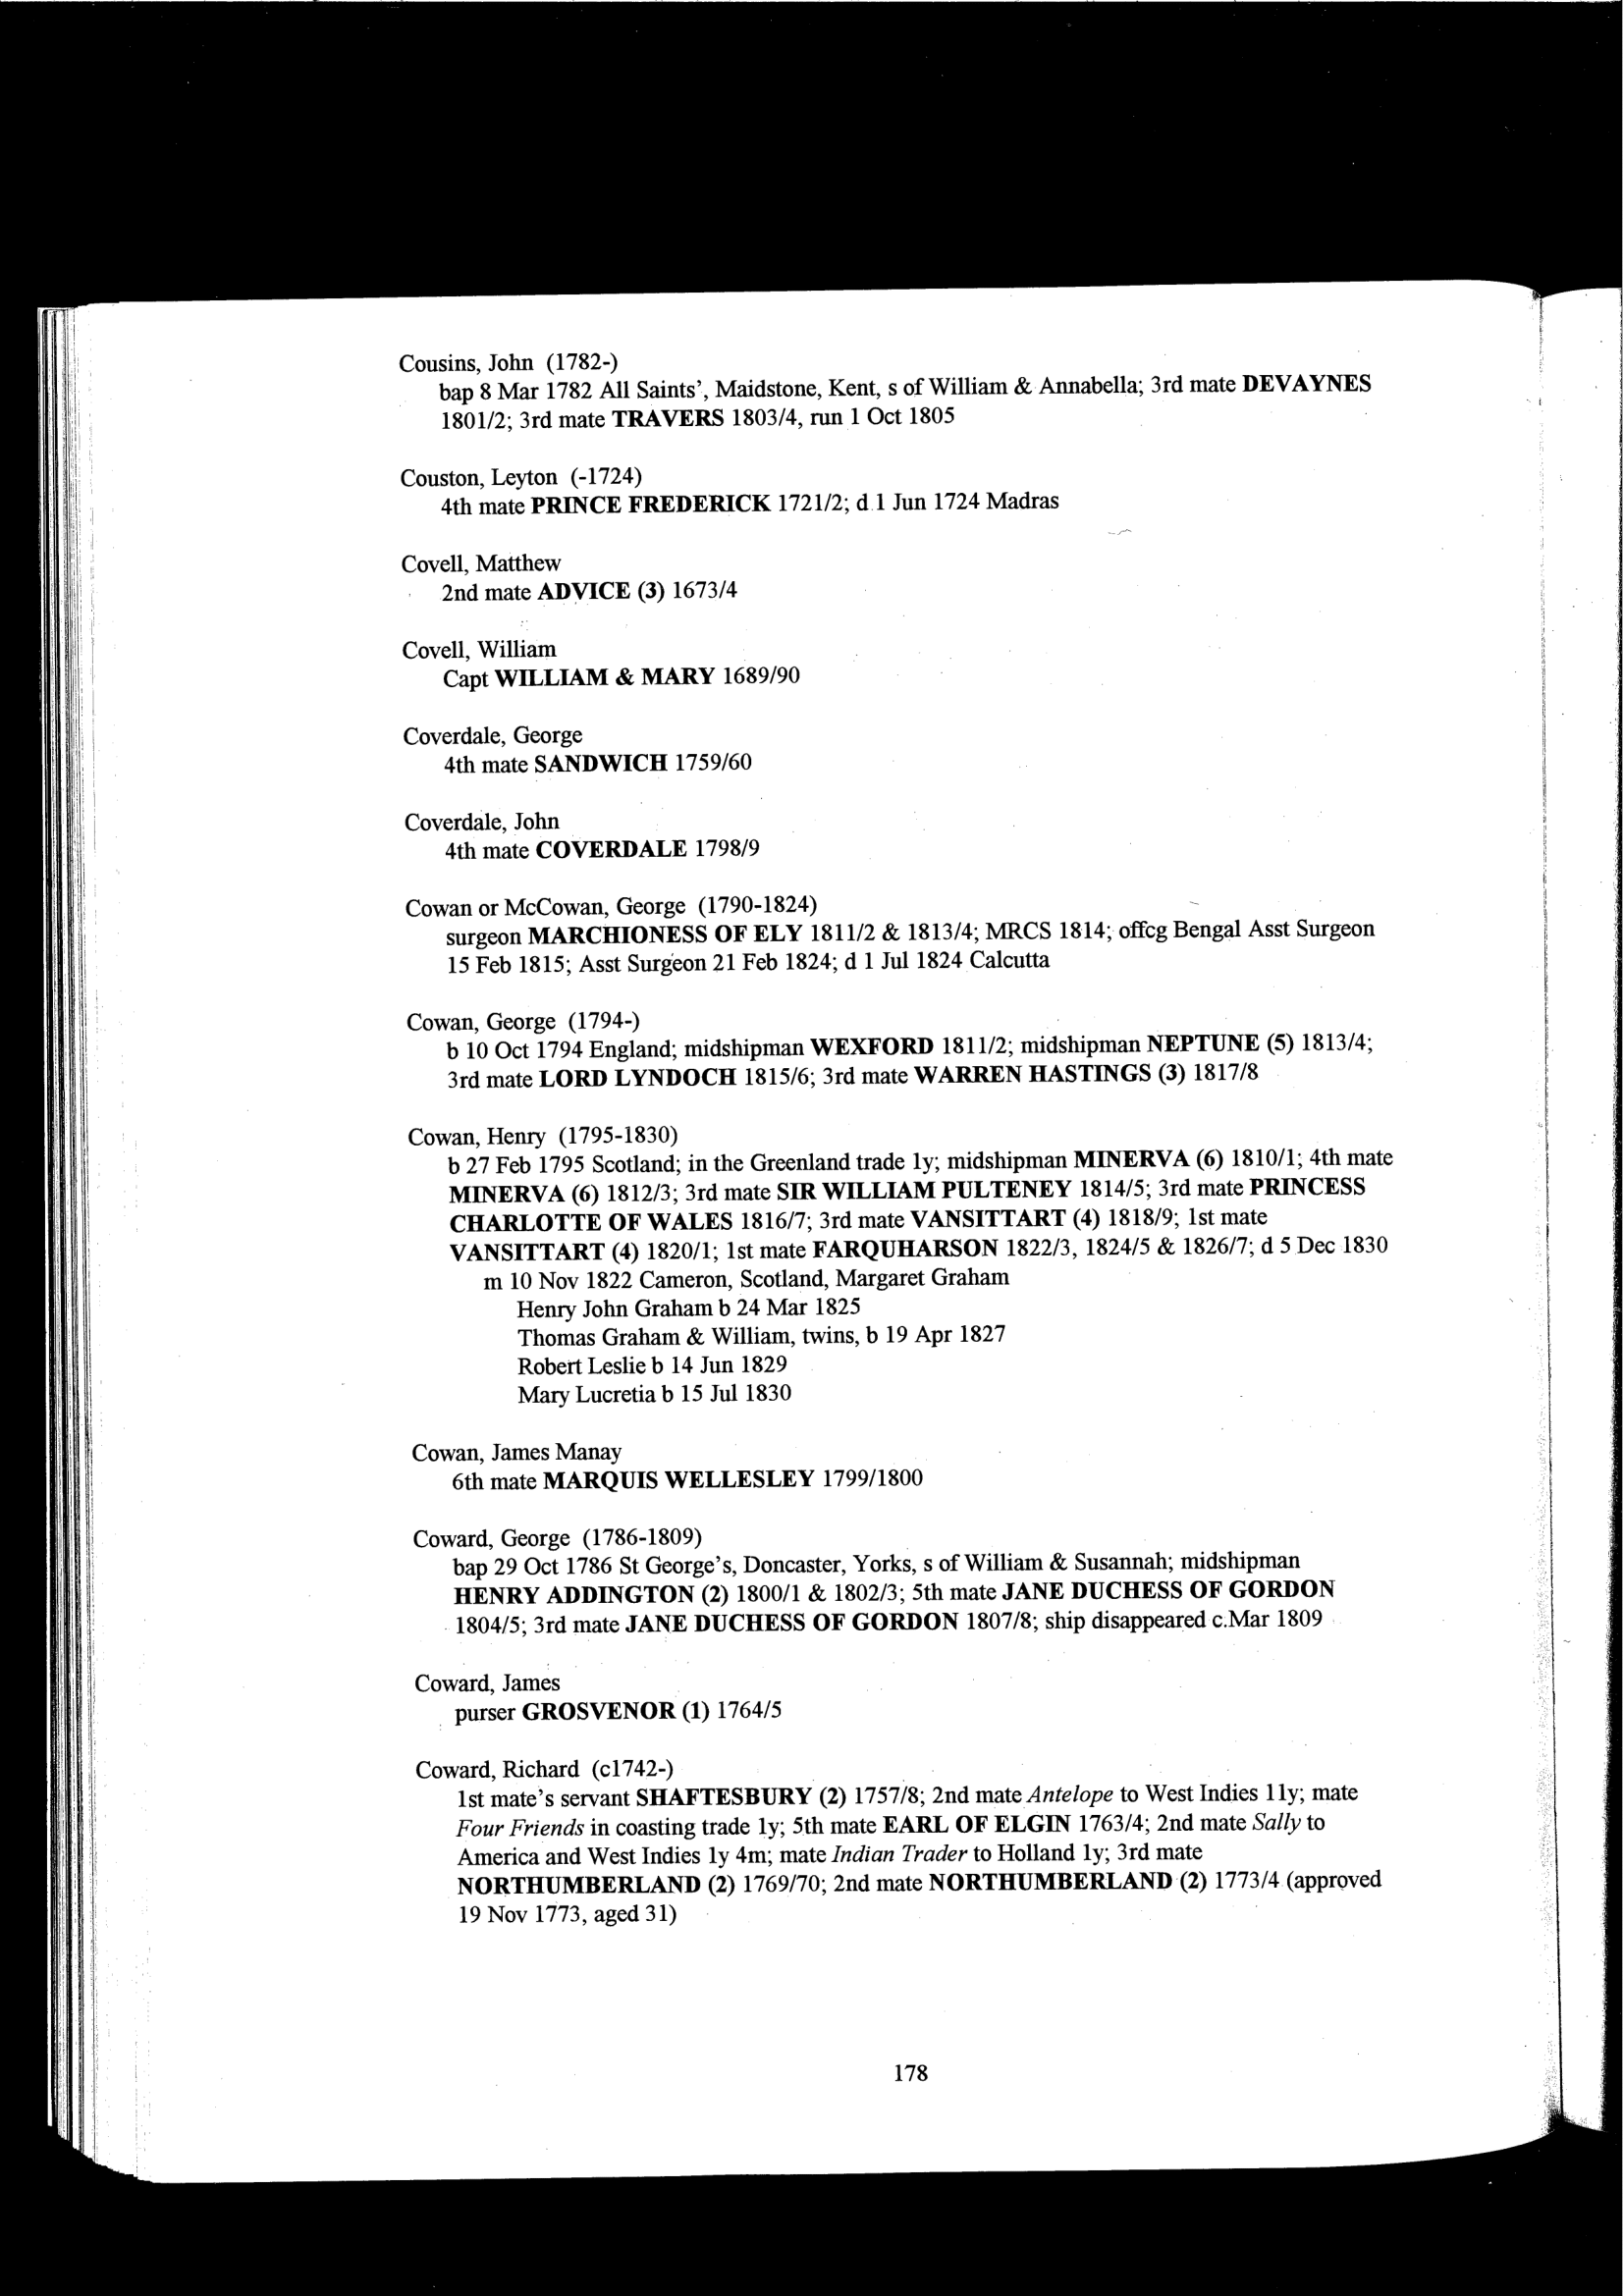 Cousins, John (1782-)
bap 8 Mar 1782 All Saints', Maidstone, Kent, s of William & Annabella; 3rd mate DEVAYNES
1801/2; 3rd mate TRAVERS 1803/4, run 1 Oct 1805
Couston, Leyton (-1724)
4th mate PRINCE FREDERICK 1721/2; d 1 Jun 1724 Madras
Covell, Matthew
2nd mate ADVICE (3) 1673/4
Covell, William
Capt WILLIAM & MARY 1689/90
Coverdale, George
4th mate SANDWICH 1759/60
Coverdale, John
4th mate COVERDALE 1798/9
Cowan or McCowan, George (1790-1824)
surgeon MARCHIONESS OF ELY 1811/2 & 1813/4; MRCS 1814; offcg Bengal Asst Surgeon
15 Feb 1815; Asst Surgeon 21 Feb 1824; d 1 Jul 1824 Calcutta
Cowan, George (1794-)
b 10 Oct 1794 England; midshipman WEXFORD 1811/2; midshipman NEPTUNE (5) 1813/4;
3rd mate LORD LYNDOCH 1815/6; 3rd mate WARREN HASTINGS (3) 1817/8
Cowan, Henry (1795-1830)
b 27 Feb 1795 Scotland; in the Greenland trade 1y; midshipman MINERVA (6) 1810/1; 4th mate
MINERVA (6) 1812/3; 3rd mate SIR WILLIAM PULTENEY 1814/5; 3rd mate PRINCESS
CHARLOTTE OF WALES 1816/7; 3rd mate VANSITTART (4) 1818/9; 1st mate
VANSITTART (4) 1820/1; 1st mate FARQUHARSON 1822/3, 1824/5 & 1826/7; d 5 Dec 1830
m 10 Nov 1822 Cameron, Scotland, Margaret Graham
Henry John Graham b 24 Mar 1825
Thomas Graham & William, twins, b 19 Apr 1827
Robert Leslie b 14 Jun 1829
Mary Lucretia b 15 Jul 1830
Cowan, James Manay
6th mate MARQUIS WELLESLEY 1799/1800
Coward, George (1786-1809)
bap 29 Oct 1786 St George's, Doncaster, Yorks, s of William & Susannah; midshipman
HENRY ADDINGTON (2) 1800/1 & 1802/3; 5th mate JANE DUCHESS OF GORDON
1804/5; 3rd mate JANE DUCHESS OF GORDON 1807/8; ship disappeared c.Mar 1809
Coward, James
purser GROSVENOR (1) 1764/5
Coward, Richard (c1742-)
1st mate's servant SHAFTESBURY (2) 1757/8; 2nd mate Antelope to West Indies 11y; mate
Four Friends in coasting trade 1y; 5th mate EARL OF ELGIN 1763/4; 2nd mate Sally to
America and West Indies 1y 4m; mate Indian Trader to Holland 1y; 3rd mate
NORTHUMBERLAND (2) 1769/70; 2nd mate NORTHUMBERLAND (2) 1773/4 (approved
19 Nov 1773, aged 31)
178